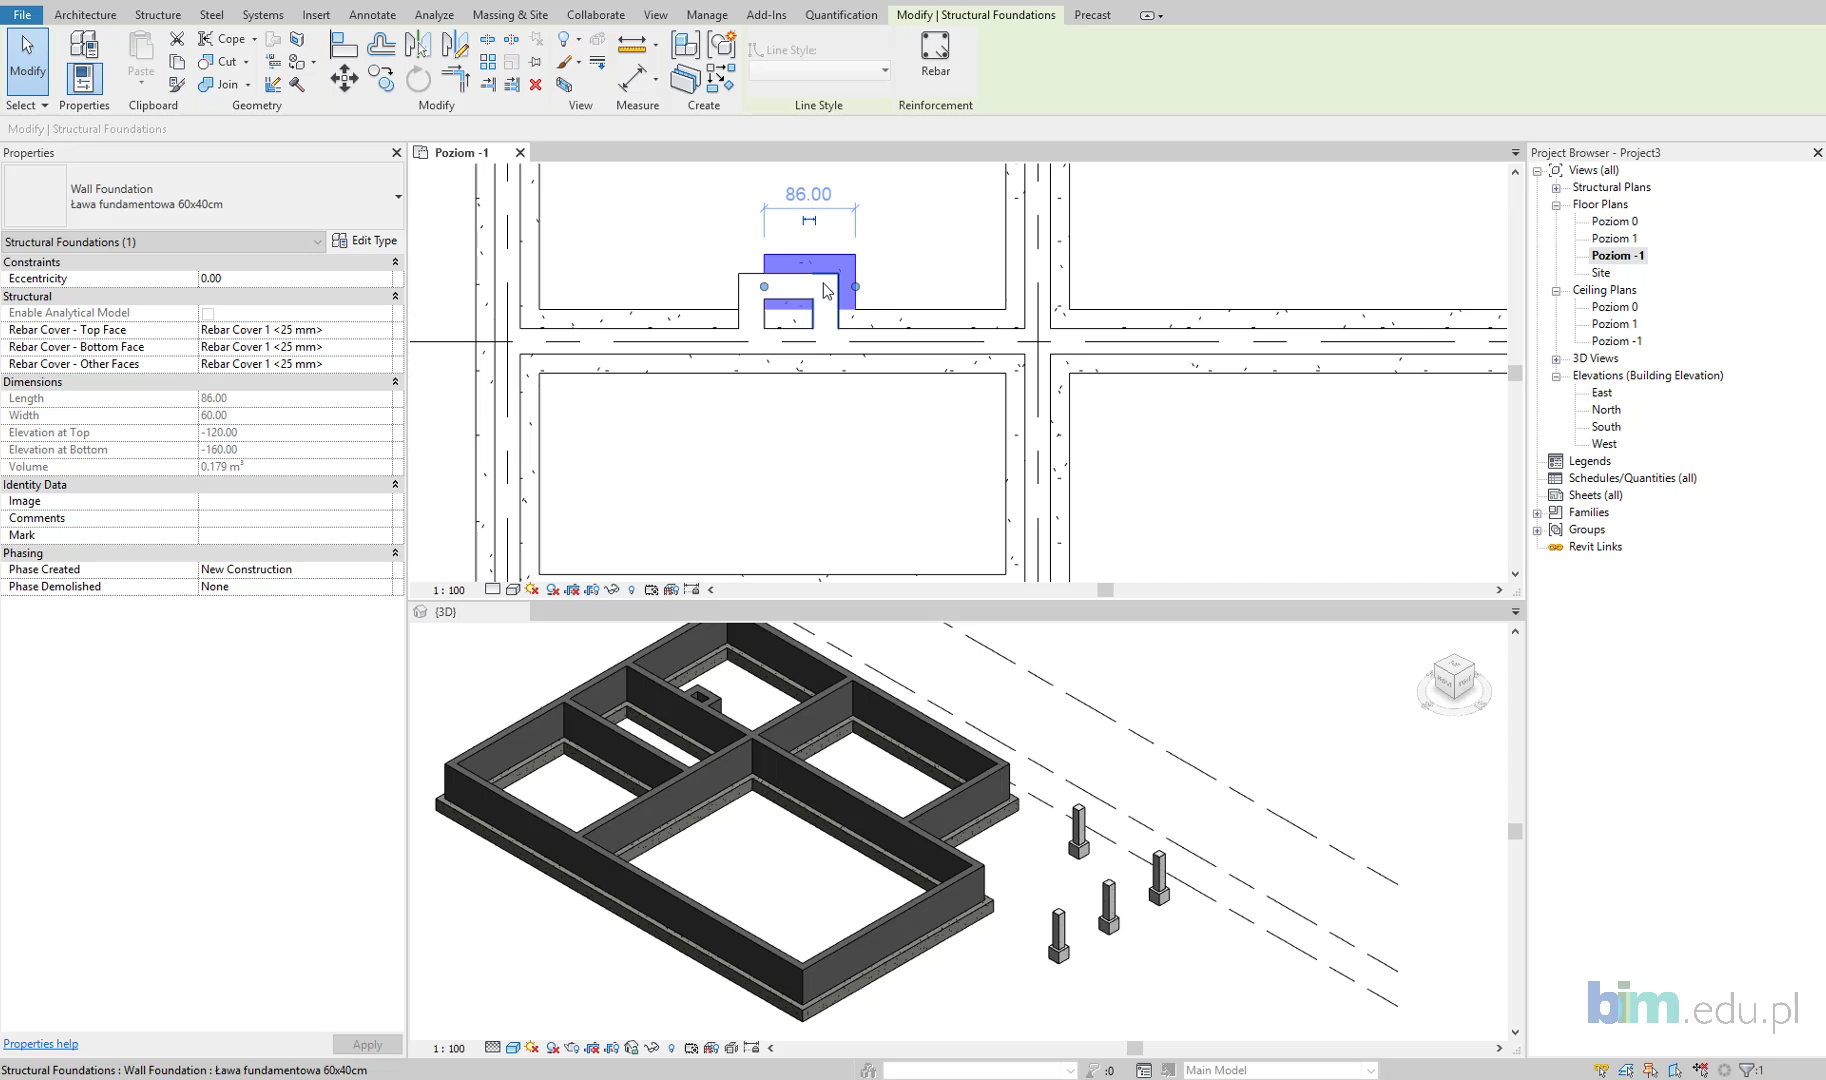 File Architecture Structure Steel Systems Insert Annotate Analyze Massing & Site Collaborate View Manage Add-Ins Quantification Modify | Structural Foundations Precast
Modify
Paste
Cope
Cut
Join
Line Style:
Rebar
Select Properties Clipboard Geometry Modify View Measure Create Line Style Reinforcement
Modify | Structural Foundations
Properties
Wall Foundation
Ława fundamentowa 60x40cm
Structural Foundations (1)
Edit Type
Constraints
Eccentricity 0.00
Structural
Enable Analytical Model
Rebar Cover - Top Face Rebar Cover 1 <25 mm>
Rebar Cover - Bottom Face Rebar Cover 1 <25 mm>
Rebar Cover - Other Faces Rebar Cover 1 <25 mm>
Dimensions
Length 86.00
Width 60.00
Elevation at Top -120.00
Elevation at Bottom -160.00
Volume 0.179 m³
Identity Data
Image
Comments
Mark
Phasing
Phase Created New Construction
Phase Demolished None
Properties help
Apply
Poziom -1
86.00
1 : 100
{3D}
1 : 100
Project Browser - Project3
Views (all)
Structural Plans
Floor Plans
Poziom 0
Poziom 1
Poziom -1
Site
Ceiling Plans
Poziom 0
Poziom 1
Poziom -1
3D Views
Elevations (Building Elevation)
East
North
South
West
Legends
Schedules/Quantities (all)
Sheets (all)
Families
Groups
Revit Links
bim.edu.pl
Structural Foundations : Wall Foundation : Ława fundamentowa 60x40cm
:0
Main Model
:1